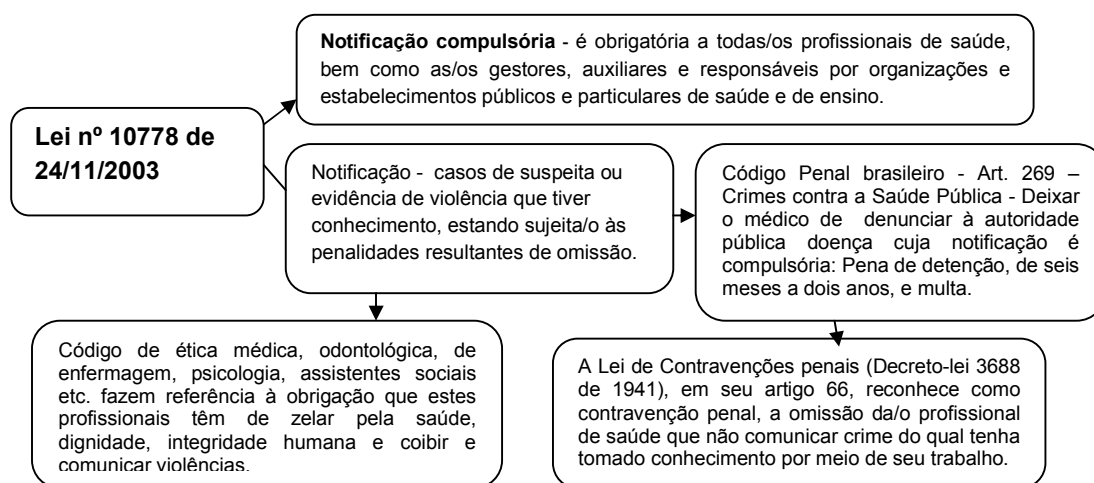 Notificação compulsória - é obrigatória a todas/os profissionais de saúde,
bem como as/os gestores, auxiliares e responsáveis por organizações e
estabelecimentos públicos e particulares de saúde e de ensino.
Lei nº 10778 de
24/11/2003
Notificação - casos de suspeita ou
evidência de violência que tiver
conhecimento, estando sujeita/o às
penalidades resultantes de omissão.
Código Penal brasileiro - Art. 269 –
Crimes contra a Saúde Pública - Deixar
o médico de denunciar à autoridade
pública doença cuja notificação é
compulsória: Pena de detenção, de seis
meses a dois anos, e multa.
Código de ética médica, odontológica, de
enfermagem, psicologia, assistentes sociais
etc. fazem referência à obrigação que estes
profissionais têm de zelar pela saúde,
dignidade, integridade humana e coibir e
comunicar violências.
A Lei de Contravenções penais (Decreto-lei 3688
de 1941), em seu artigo 66, reconhece como
contravenção penal, a omissão da/o profissional
de saúde que não comunicar crime do qual tenha
tomado conhecimento por meio de seu trabalho.